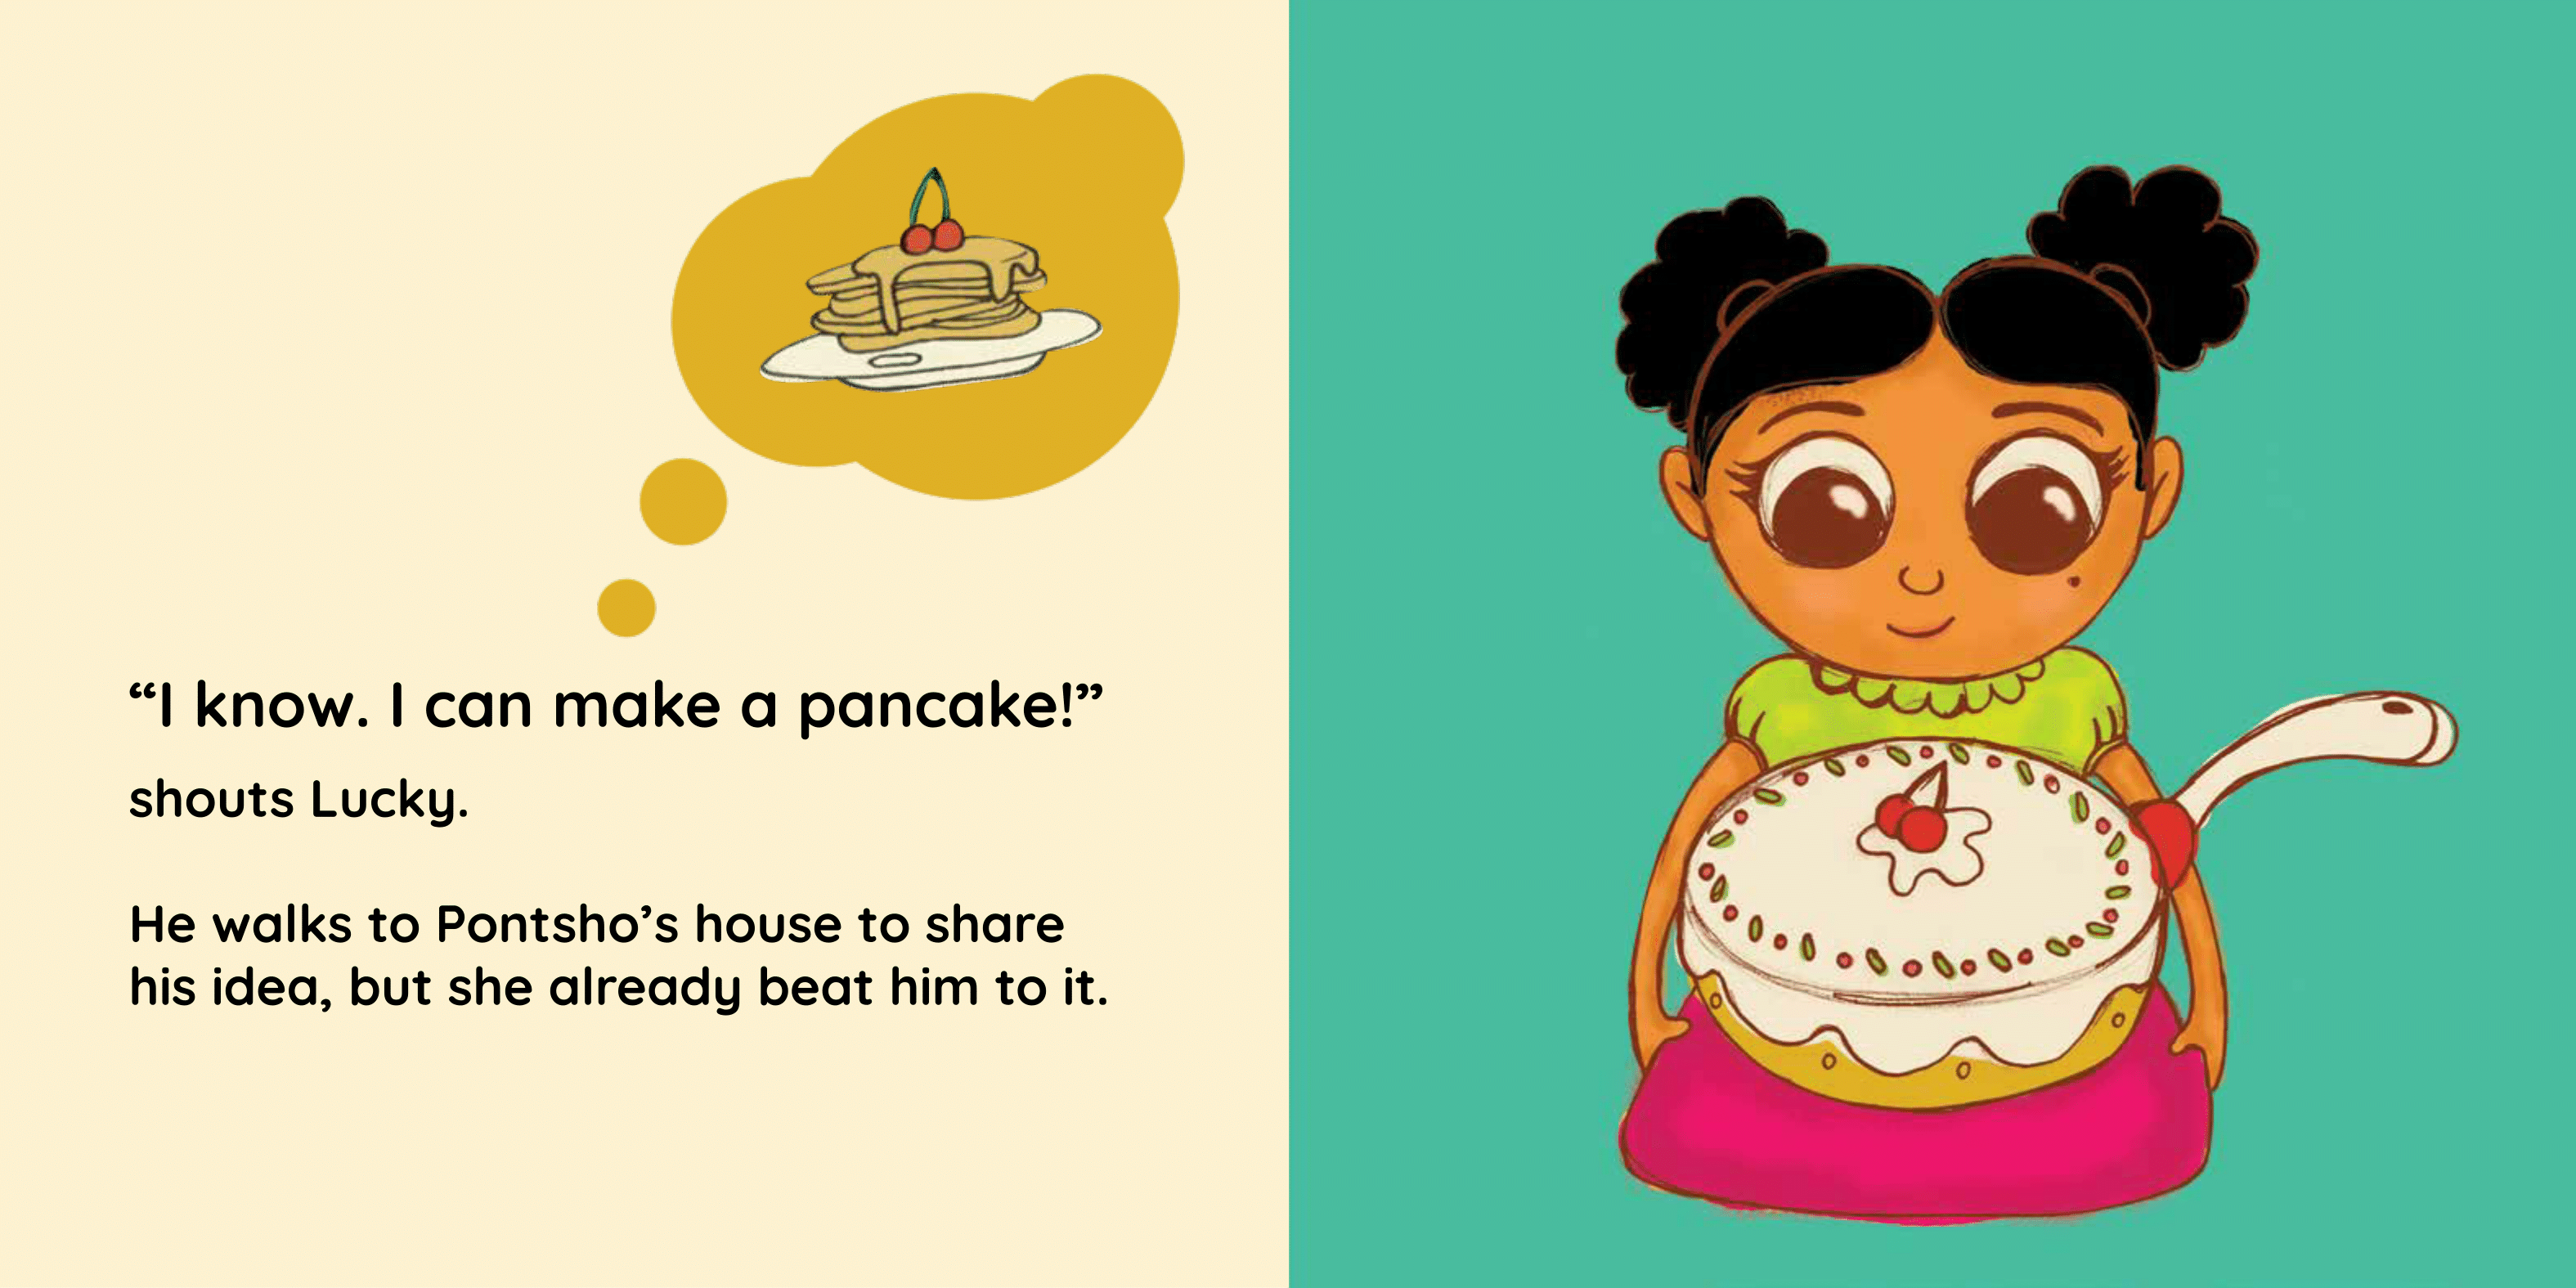 “I know. I can make a pancake!”
shouts Lucky.
He walks to Pontsho’s house to share
his idea, but she already beat him to it.